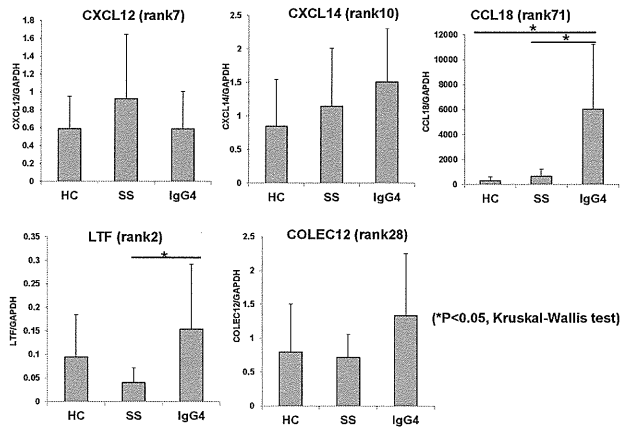 CXCL12 (rank7)
CXCL12/GAPDH
1.8
1.6
1.4
1.2
1
0.8
0.6
0.4
0.2
0
HC SS IgG4
CXCL14 (rank10)
CXCL14/GAPDH
2.5
2
1.5
1
0.5
0
HC SS IgG4
CCL18 (rank71)
CCL18/GAPDH
12000
10000
8000
6000
4000
2000
0
*
*
HC SS IgG4
LTF (rank2)
LTF/GAPDH
0.35
0.3
0.25
0.2
0.15
0.1
0.05
0
*
HC SS IgG4
COLEC12 (rank28)
COLEC12/GAPDH
2.5
2
1.5
1
0.5
0
HC SS IgG4
(*P<0.05, Kruskal-Wallis test)